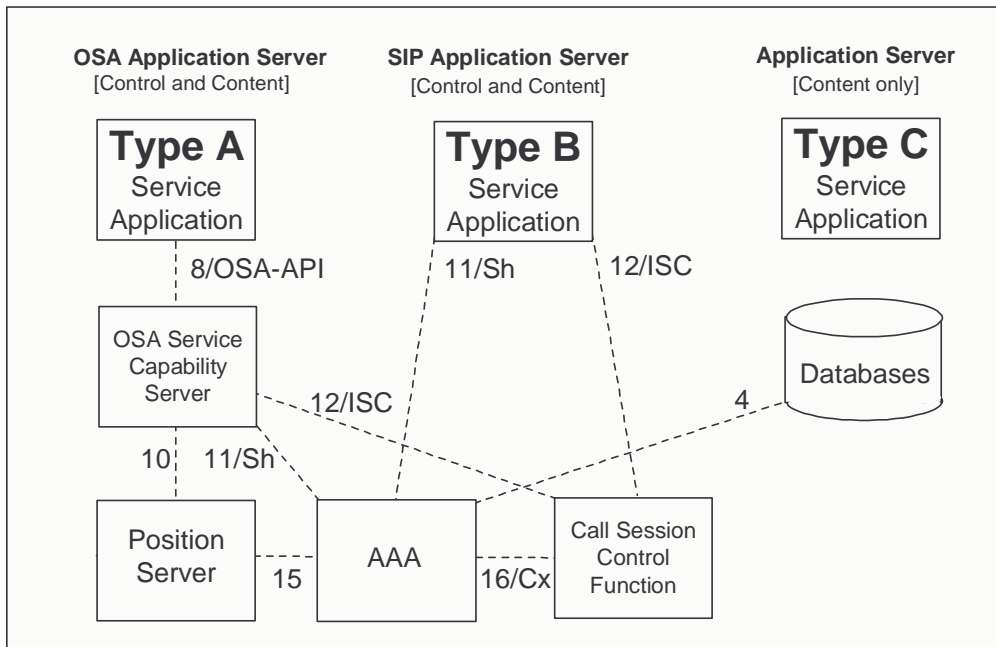 OSA Application Server
[Control and Content]
SIP Application Server
[Control and Content]
Application Server
[Content only]
Type A
Service
Application
Type B
Service
Application
Type C
Service
Application
8/OSA-API
11/Sh
12/ISC
OSA Service
Capability
Server
Databases
12/ISC
4
10
11/Sh
Position
Server
AAA
Call Session
Control
Function
15
16/Cx